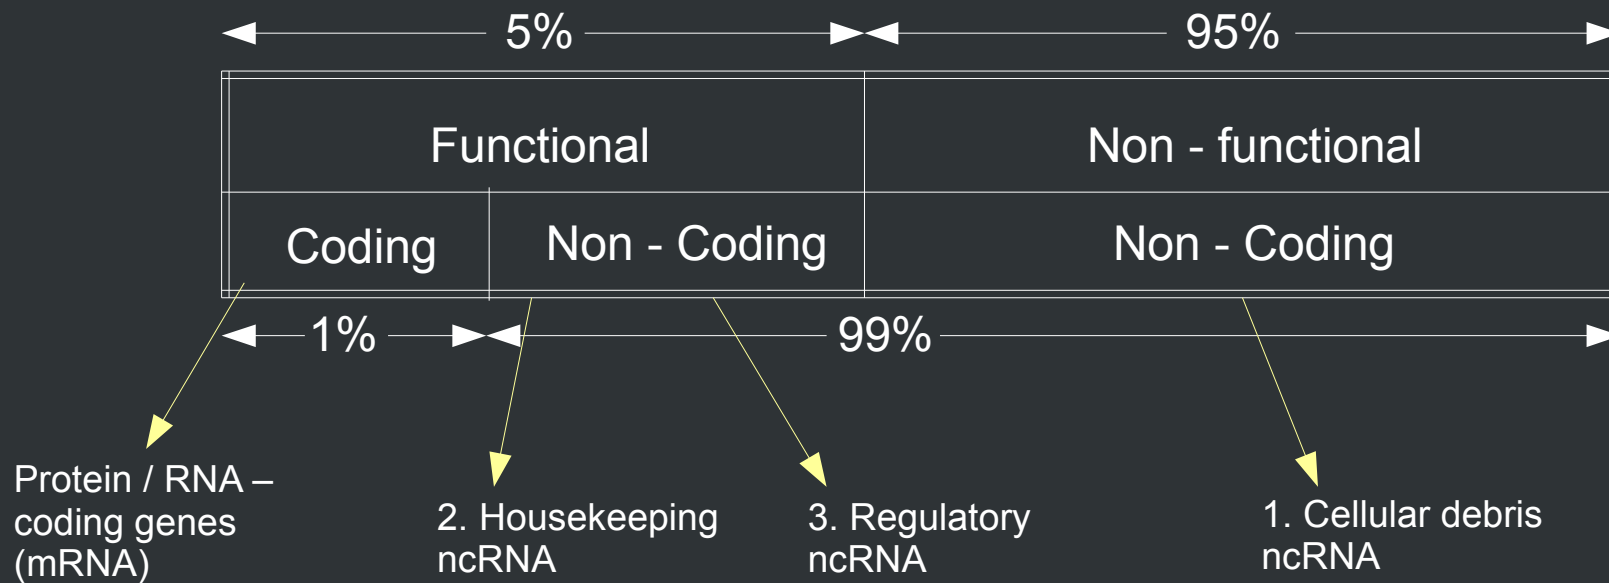 5%
95%
Functional
Non - functional
Coding
Non - Coding
Non - Coding
1%
99%
Protein / RNA –
coding genes
(mRNA)
2. Housekeeping
ncRNA
3. Regulatory
ncRNA
1. Cellular debris
ncRNA